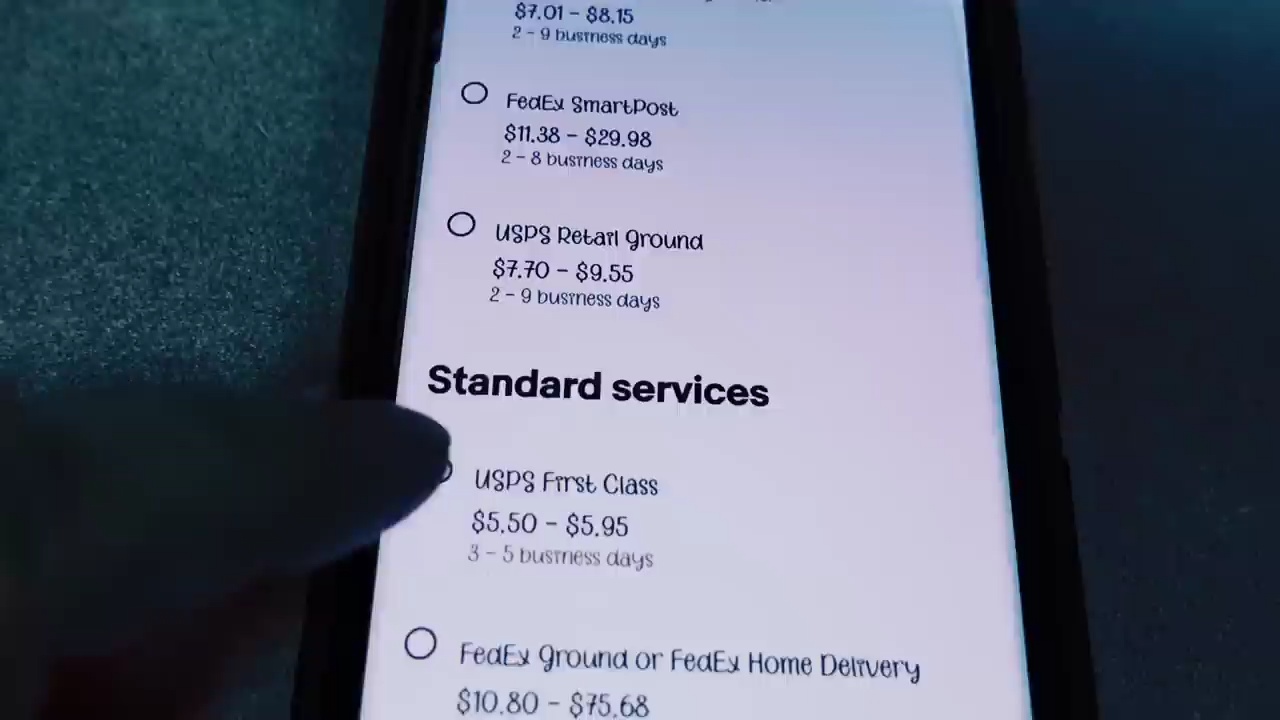 $7.01 – $8.15
2 – 9 business days
FedEx SmartPost
$11.38 – $29.98
2 – 8 business days
USPS Retail Ground
$7.70 – $9.55
2 – 9 business days
Standard services
USPS First Class
$5.50 – $5.95
3 – 5 business days
FedEx Ground or FedEx Home Delivery
$10.80 – $75.68